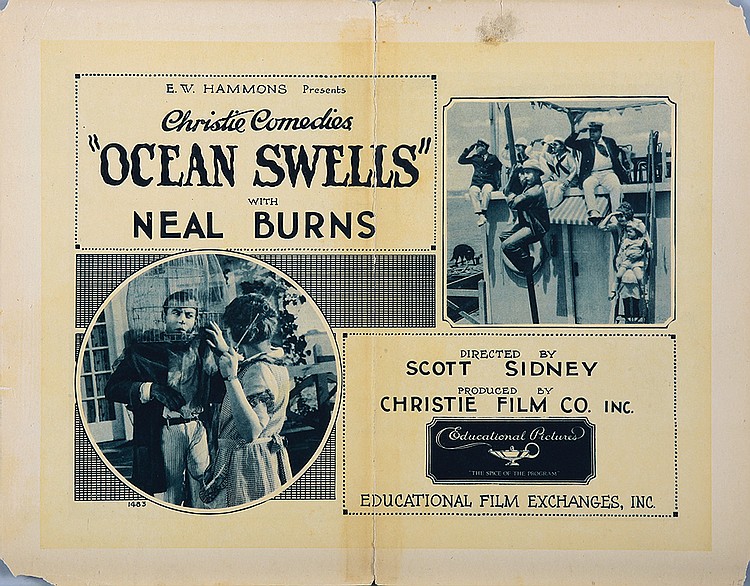 E. W. HAMMONS Presents
Christie Comedies
"OCEAN SWELLS"
WITH
NEAL BURNS
DIRECTED BY
SCOTT SIDNEY
PRODUCED BY
CHRISTIE FILM CO. INC.
Educational Pictures
"THE SPICE OF THE PROGRAM"
EDUCATIONAL FILM EXCHANGES, INC.
1483